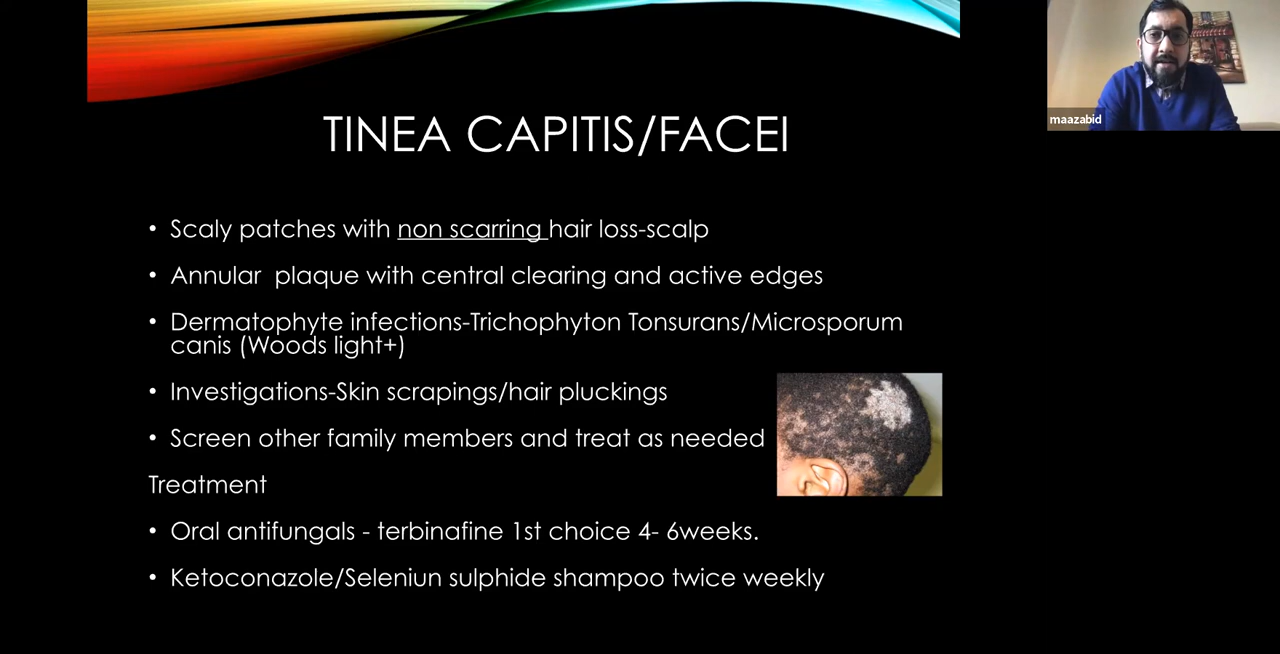 maazabid
TINEA CAPITIS/FACEI
• Scaly patches with non scarring hair loss-scalp
• Annular plaque with central clearing and active edges
• Dermatophyte infections-Trichophyton Tonsurans/Microsporum
canis (Woods light+)
• Investigations-Skin scrapings/hair pluckings
• Screen other family members and treat as needed
Treatment
• Oral antifungals - terbinafine 1st choice 4- 6weeks.
• Ketoconazole/Seleniun sulphide shampoo twice weekly